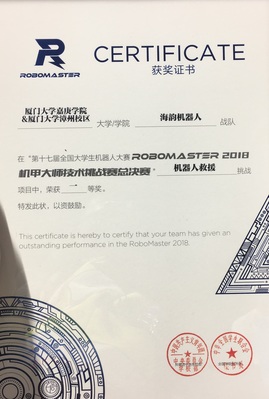 ROBOMASTER
CERTIFICATE
获奖证书
厦门大学嘉庚学院
&厦门大学漳州校区 大学/学院 海韵机器人 战队
在“第十七届全国大学生机器人大赛 ROBOMASTER 2018
机甲大师技术挑战赛总决赛” 机器人救援 挑战
项目中，荣获 二 等奖。
特发此状，以资鼓励。
This certificate is hereby to certify that your team has given an
outstanding performance in the RoboMaster 2018.